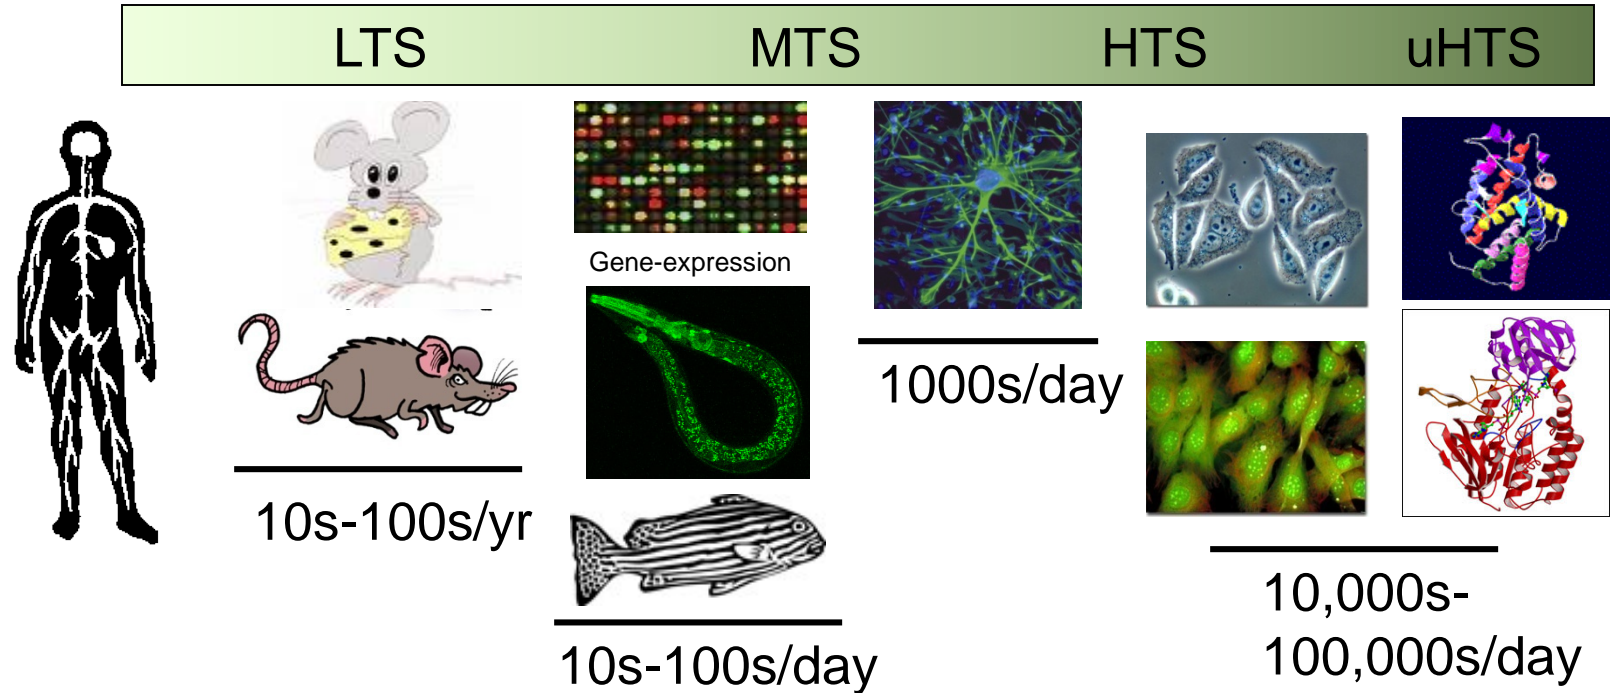 LTS MTS HTS uHTS
Gene-expression
1000s/day
10s-100s/yr
10s-100s/day
10,000s-
100,000s/day